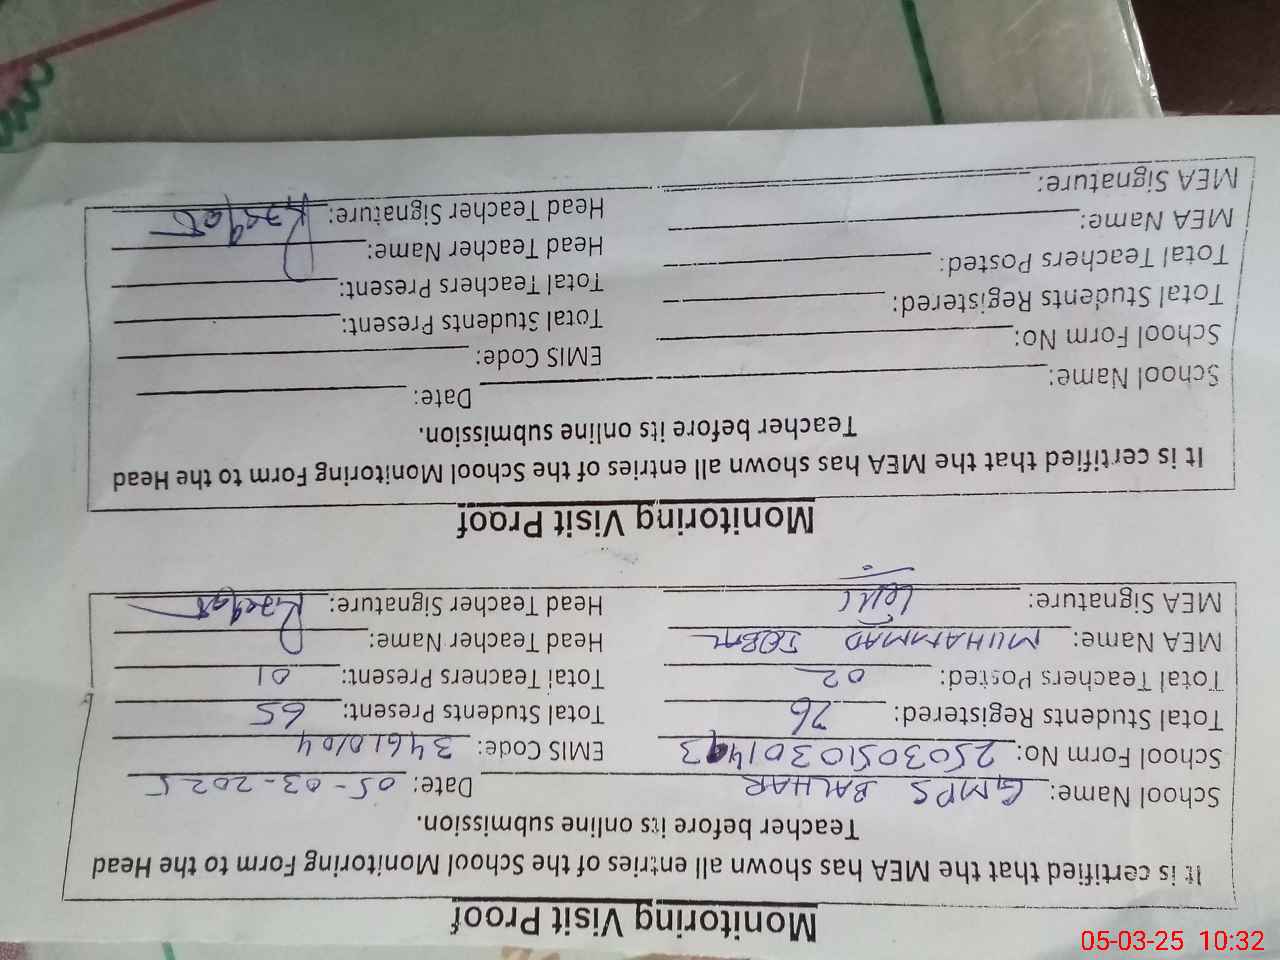 Monitoring Visit Proof
It is certified that the MEA has shown all entries of the School Monitoring Form to the Head
Teacher before its online submission.
School Name: GMPS BALHAR Date: 05-03-2025
School Form No: EMIS Code: 34610104
Total Students Registered: 76 Total Students Present: 65
Total Teachers Posted: 02 Total Teachers Present: 01
MEA Name: MUHAMMAD IQBAL Head Teacher Name:
MEA Signature: Head Teacher Signature:
Monitoring Visit Proof
It is certified that the MEA has shown all entries of the School Monitoring Form to the Head
Teacher before its online submission.
School Name: Date:
School Form No: EMIS Code:
Total Students Registered: Total Students Present:
Total Teachers Posted: Total Teachers Present:
MEA Name: Head Teacher Name:
MEA Signature: Head Teacher Signature:
05-03-25 10:32